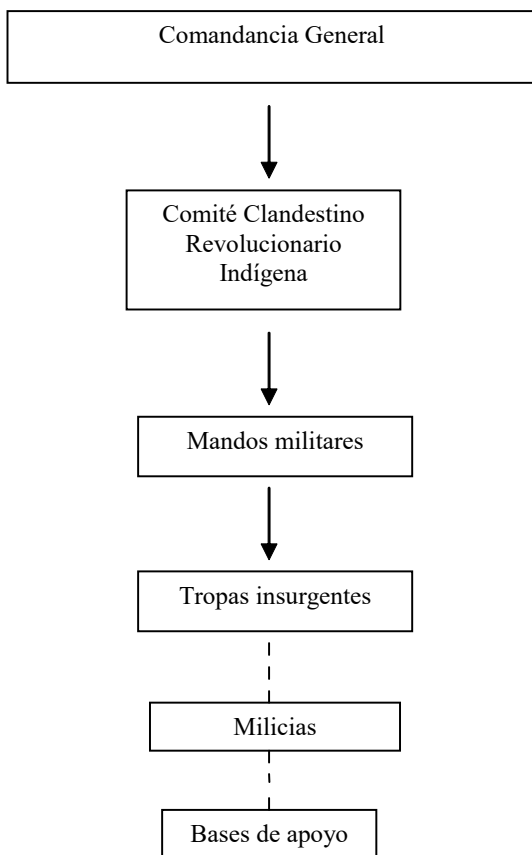 Comandancia General
Comité Clandestino
Revolucionario
Indígena
Mandos militares
Tropas insurgentes
Milicias
Bases de apoyo